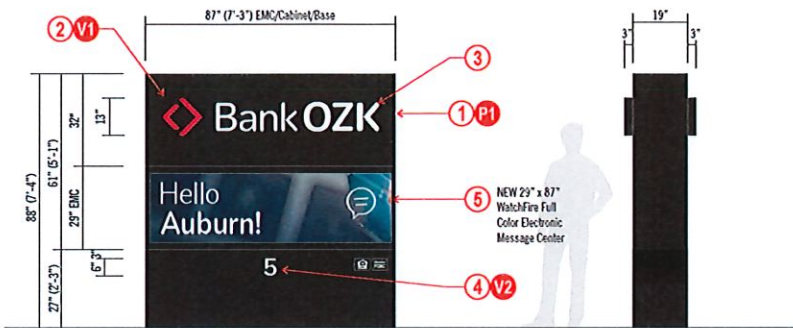 87" (7'-3") EMC/Cabinet/Base
19"
3"
3"
2 V1
3
1 P1
5
4 V2
88" (7'-4")
61" (5'-1")
32"
13"
29" EMC
27" (2'-3")
6"
3"
Bank OZK
Hello
Auburn!
5
NEW 29" x 87"
WatchFire Full
Color Electronic
Message Center